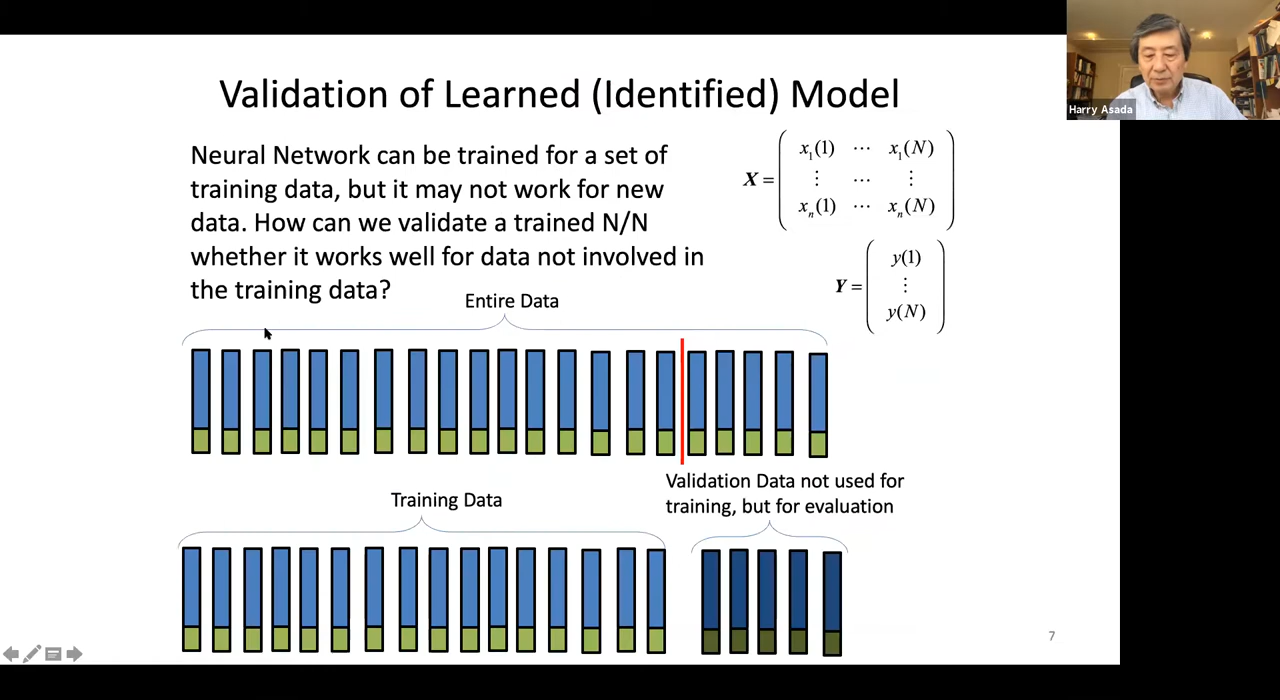 Harry Asada
Validation of Learned (Identified) Model
Neural Network can be trained for a set of
training data, but it may not work for new
data. How can we validate a trained N/N
whether it works well for data not involved in
the training data?
X = ( x₁(1) ⋯ x₁(N)
⋮ ⋯ ⋮
xₙ(1) ⋯ xₙ(N) )
Y = ( y(1)
⋮
y(N) )
Entire Data
Validation Data not used for
training, but for evaluation
Training Data
7